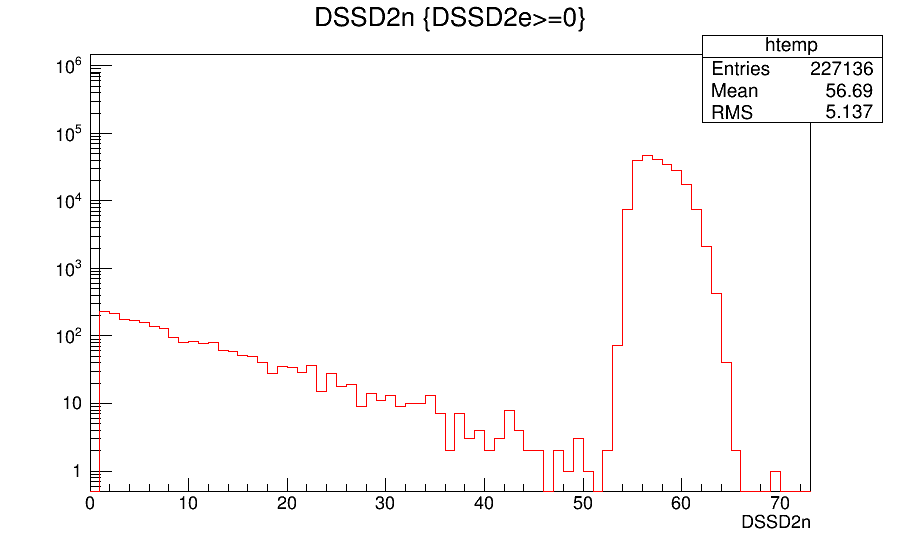 DSSD2n {DSSD2e>=0}
htemp
Entries 227136
Mean 56.69
RMS 5.137
10^6
10^5
10^4
10^3
10^2
10
1
0 10 20 30 40 50 60 70
DSSD2n